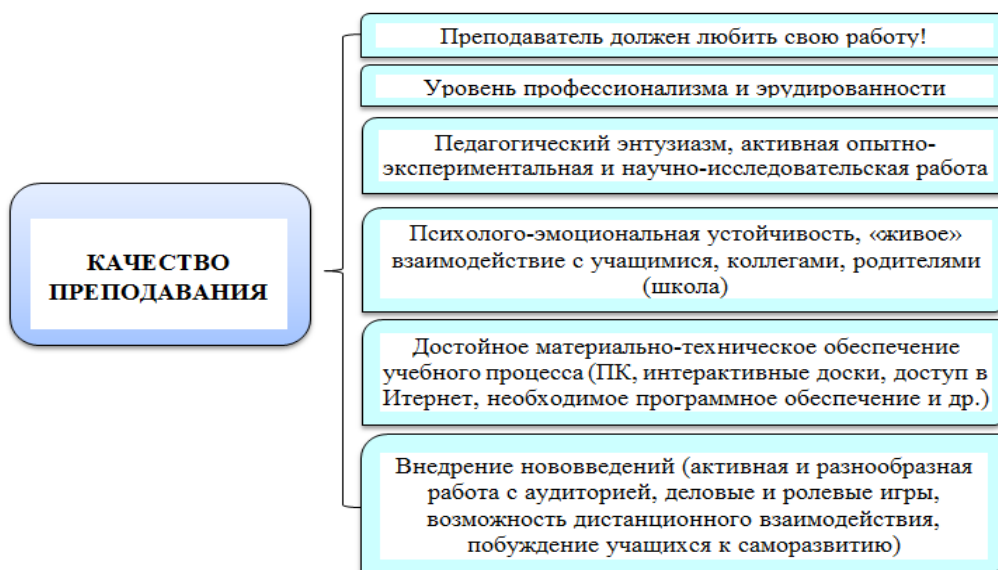 КАЧЕСТВО
ПРЕПОДАВАНИЯ
Преподаватель должен любить свою работу!
Уровень профессионализма и эрудированности
Педагогический энтузиазм, активная опытно-
экспериментальная и научно-исследовательская работа
Психолого-эмоциональная устойчивость, «живое»
взаимодействие с учащимися, коллегами, родителями
(школа)
Достойное материально-техническое обеспечение
учебного процесса (ПК, интерактивные доски, доступ в
Итернет, необходимое программное обеспечение и др.)
Внедрение нововведений (активная и разнообразная
работа с аудиторией, деловые и ролевые игры,
возможность дистанционного взаимодействия,
побуждение учащихся к саморазвитию)